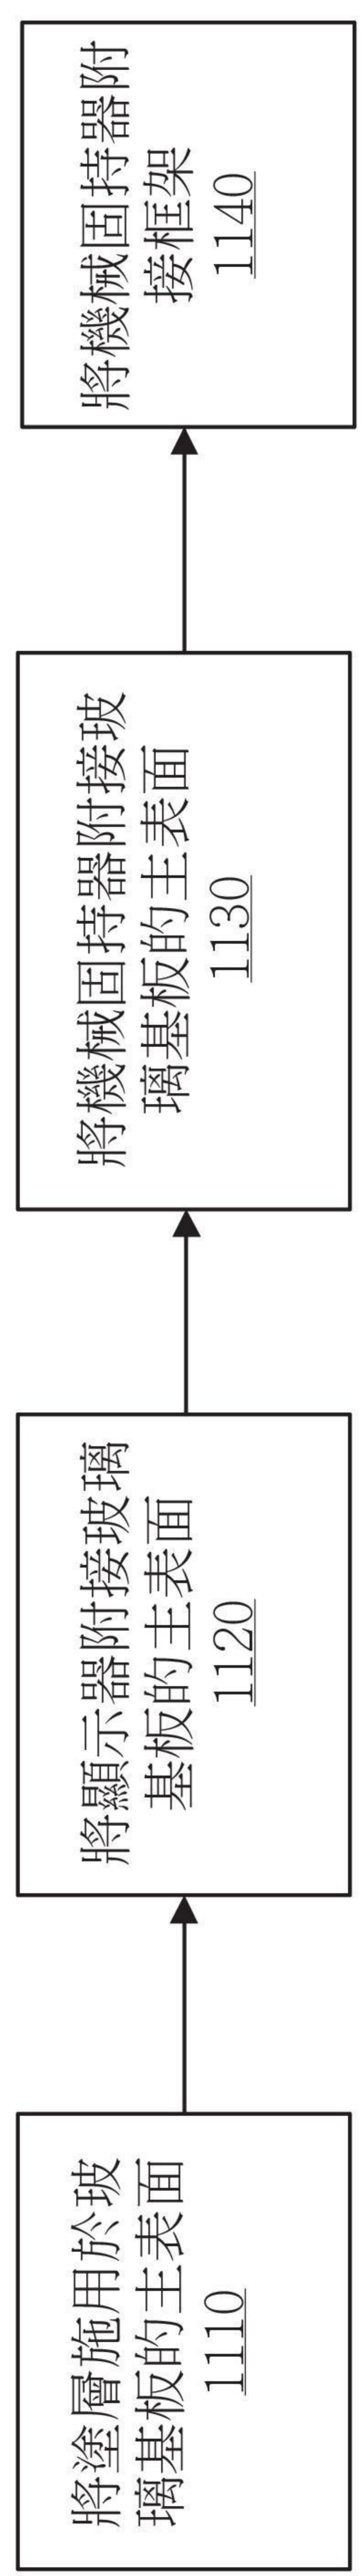 將塗層施用於玻
璃基板的主表面
1110
將顯示器附接玻璃
基板的主表面
1120
將機械固持器附接玻
璃基板的主表面
1130
將機械固持器附
接框架
1140